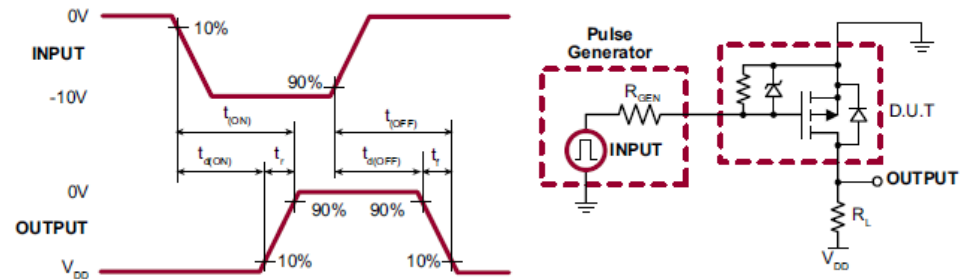 0V
10%
INPUT
90%
-10V
t(ON)
t(OFF)
td(ON)
tr
td(OFF)
tf
0V
90%
90%
OUTPUT
10%
10%
VDD
Pulse
Generator
RGEN
INPUT
D.U.T
OUTPUT
RL
VDD